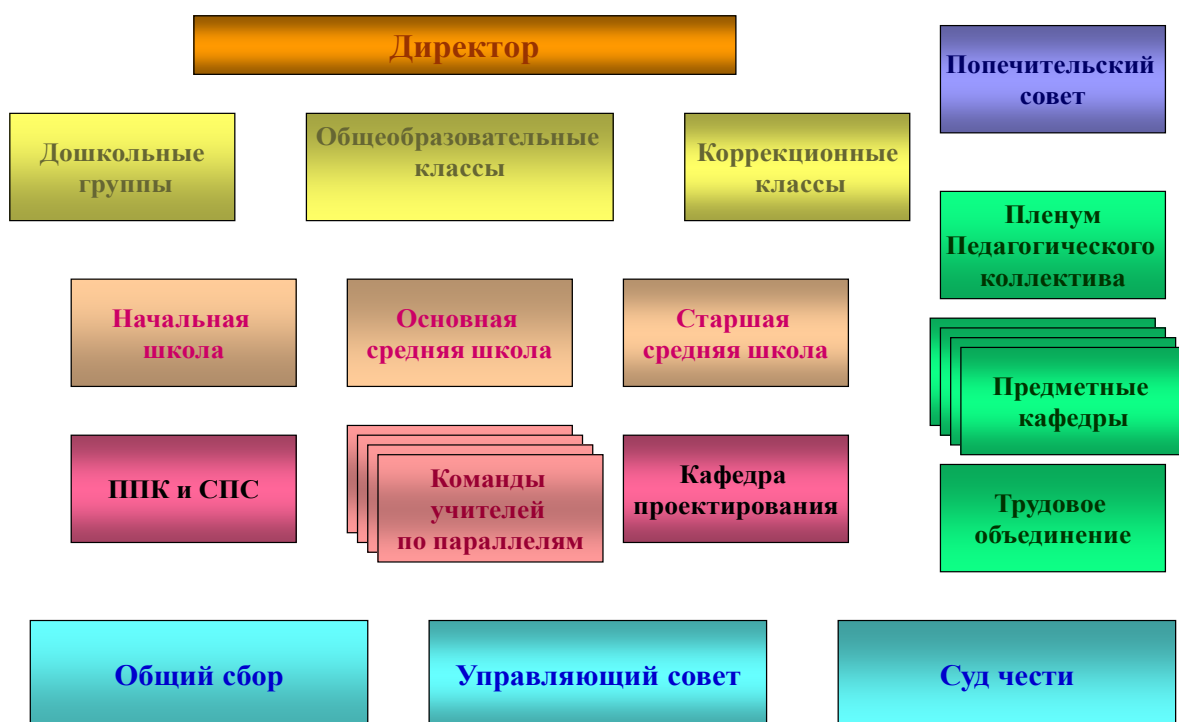 Директор
Попечительский
совет
Дошкольные
группы
Общеобразовательные
классы
Коррекционные
классы
Пленум
Педагогического
коллектива
Начальная
школа
Основная
средняя школа
Старшая
средняя школа
Предметные
кафедры
ППК и СПС
Команды
учителей
по параллелям
Кафедра
проектирования
Трудовое
объединение
Общий сбор
Управляющий совет
Суд чести